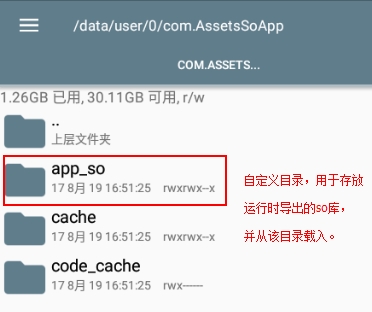 /data/user/0/com.AssetsSoApp
COM.ASSETS...
1.26GB 已用, 30.11GB 可用, r/w
..
上层文件夹
app_so
17 8月 19 16:51:25 rwxrwx--x
自定义目录，用于存放
运行时导出的so库，
并从该目录载入。
cache
17 8月 19 16:51:25 rwxrwx--x
code_cache
17 8月 19 16:51:25 rwx------